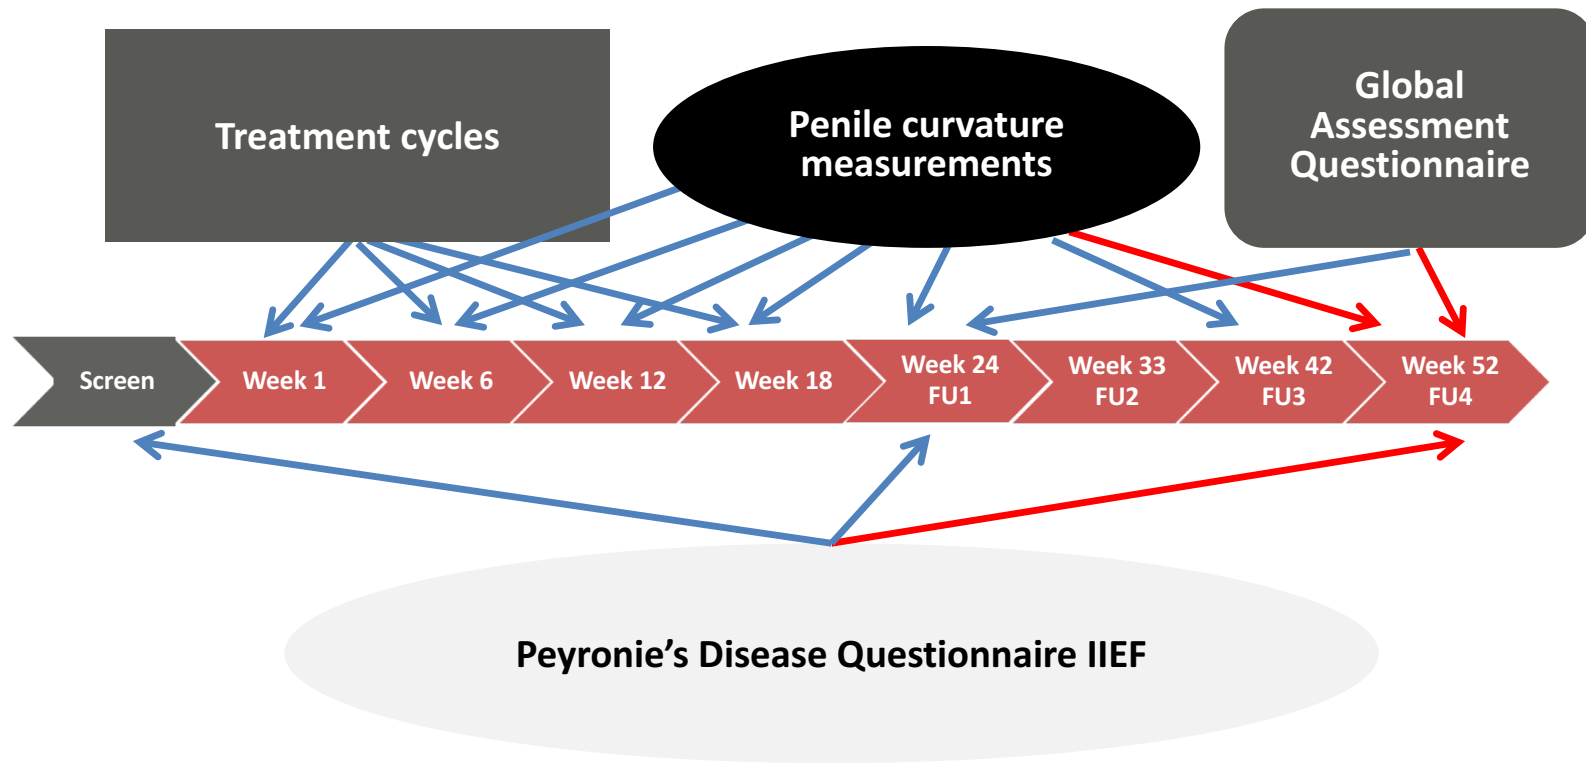 Treatment cycles
Penile curvature
measurements
Global
Assessment
Questionnaire
Screen
Week 1
Week 6
Week 12
Week 18
Week 24
FU1
Week 33
FU2
Week 42
FU3
Week 52
FU4
Peyronie’s Disease Questionnaire IIEF